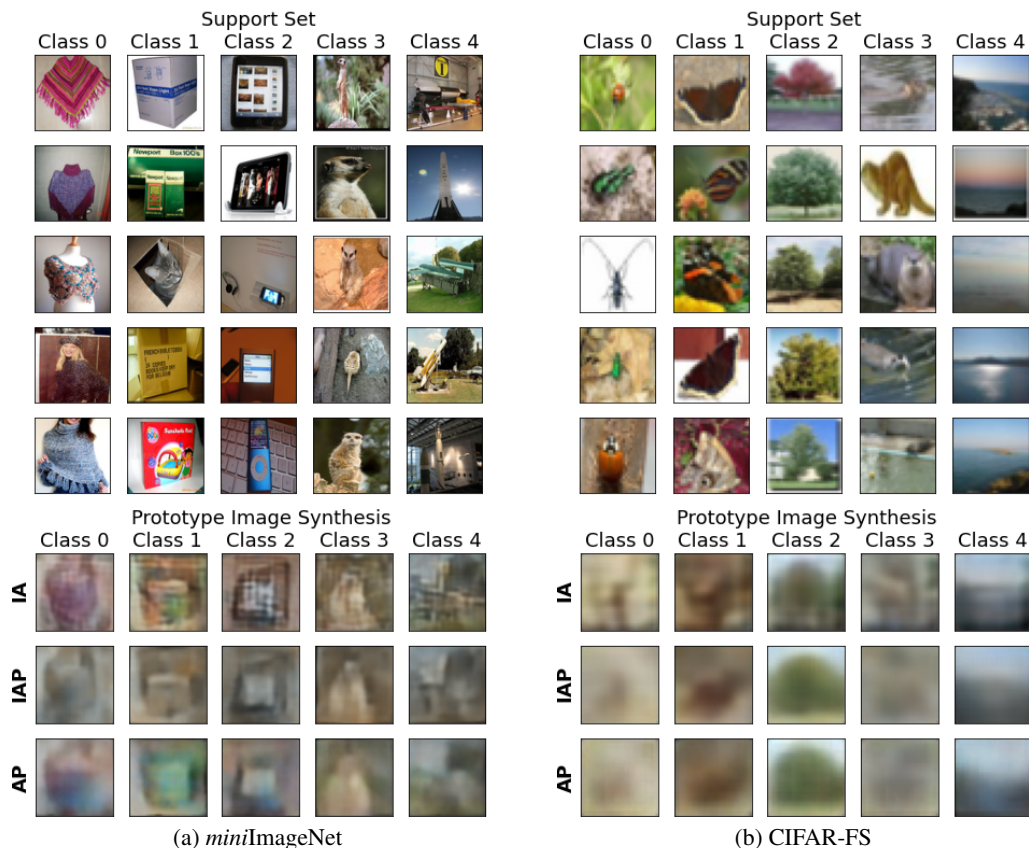 Support Set
Class 0 Class 1 Class 2 Class 3 Class 4
Newport Box 100's
Prototype Image Synthesis
Class 0 Class 1 Class 2 Class 3 Class 4
IA
IAP
AP
(a) miniImageNet
Support Set
Class 0 Class 1 Class 2 Class 3 Class 4
Prototype Image Synthesis
Class 0 Class 1 Class 2 Class 3 Class 4
IA
IAP
AP
(b) CIFAR-FS